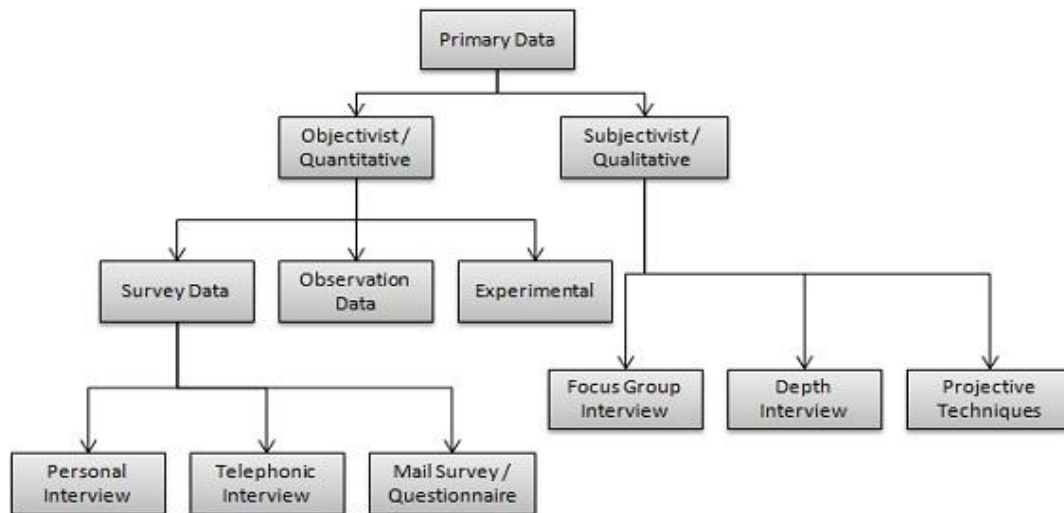 Primary Data
Objectivist /
Quantitative
Subjectivist /
Qualitative
Survey Data
Observation
Data
Experimental
Focus Group
Interview
Depth
Interview
Projective
Techniques
Personal
Interview
Telephonic
Interview
Mail Survey /
Questionnaire